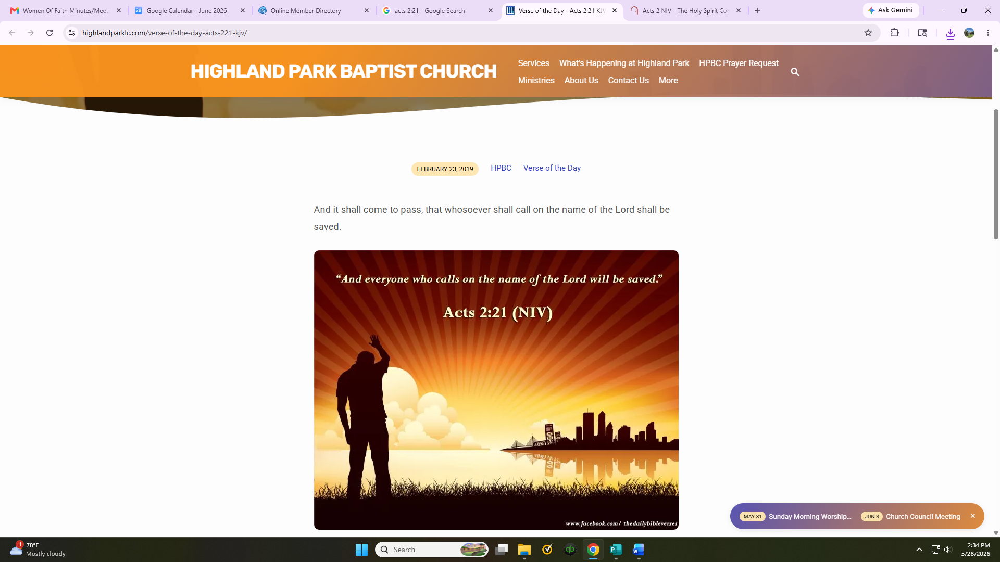 Women Of Faith Minutes/Meeti
Google Calendar - June 2026
Online Member Directory
acts 2:21 - Google Search
Verse of the Day - Acts 2:21 KJV
Acts 2 NIV - The Holy Spirit Co
Ask Gemini
highlandparklc.com/verse-of-the-day-acts-221-kjv/
HIGHLAND PARK BAPTIST CHURCH
Services What's Happening at Highland Park HPBC Prayer Request
Ministries About Us Contact Us More
FEBRUARY 23, 2019 HPBC Verse of the Day
And it shall come to pass, that whosoever shall call on the name of the Lord shall be
saved.
“And everyone who calls on the name of the Lord will be saved.”
Acts 2:21 (NIV)
www.facebook.com/ thedailybibleverses
MAY 31 Sunday Morning Worship... JUN 3 Church Council Meeting
1
78°F
Mostly cloudy
Search
2:34 PM
5/28/2026